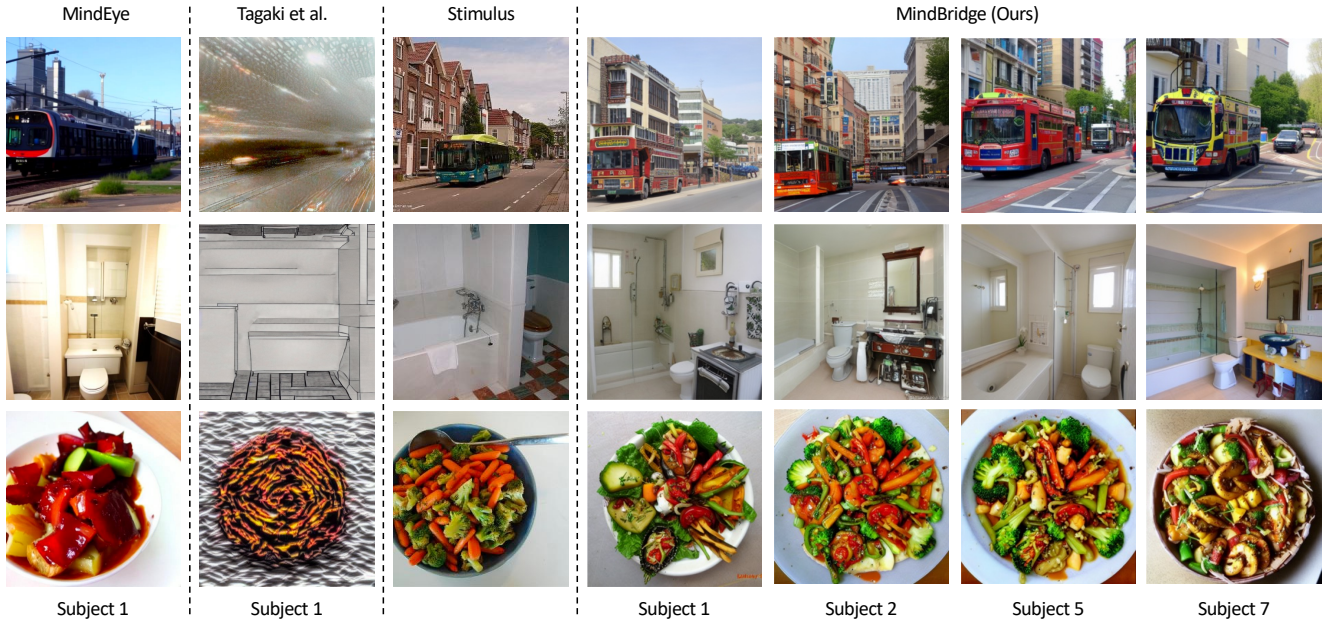 MindEye
Tagaki et al.
Stimulus
MindBridge (Ours)
Subject 1
Subject 1
Subject 1
Subject 2
Subject 5
Subject 7